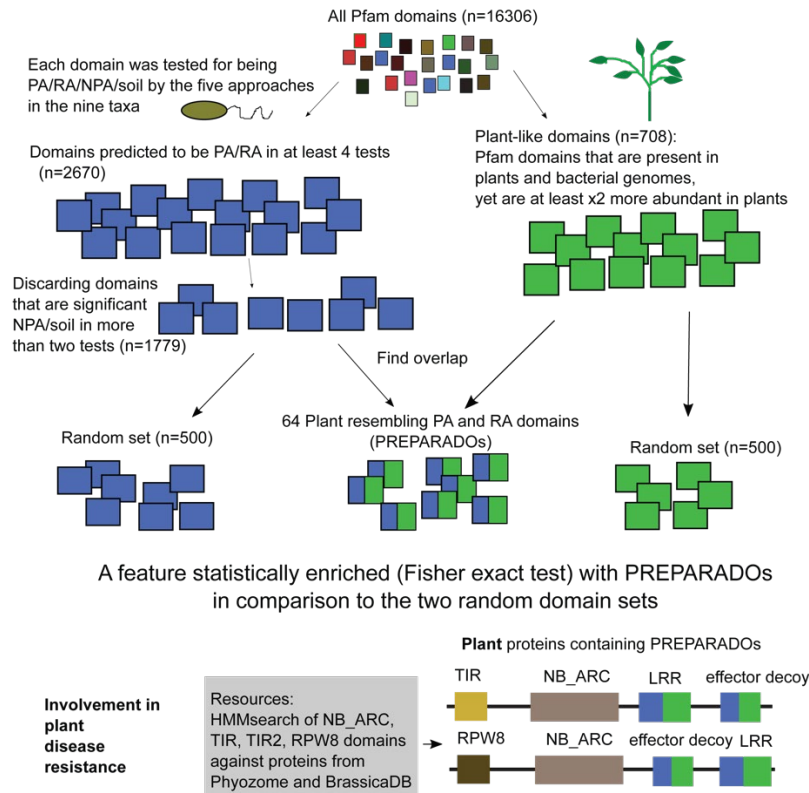 All Pfam domains (n=16306)
Each domain was tested for being
PA/RA/NPA/soil by the five approaches
in the nine taxa
Domains predicted to be PA/RA in at least 4 tests
(n=2670)
Plant-like domains (n=708):
Pfam domains that are present in
plants and bacterial genomes,
yet are at least x2 more abundant in plants
Discarding domains
that are significant
NPA/soil in more
than two tests (n=1779)
Find overlap
Random set (n=500)
64 Plant resembling PA and RA domains
(PREPARADOs)
Random set (n=500)
A feature statistically enriched (Fisher exact test) with PREPARADOs
in comparison to the two random domain sets
Plant proteins containing PREPARADOs
Involvement in
plant
disease
resistance
Resources:
HMMsearch of NB_ARC,
TIR, TIR2, RPW8 domains
against proteins from
Phyozome and BrassicaDB
TIR NB_ARC LRR effector decoy
RPW8 NB_ARC effector decoy LRR